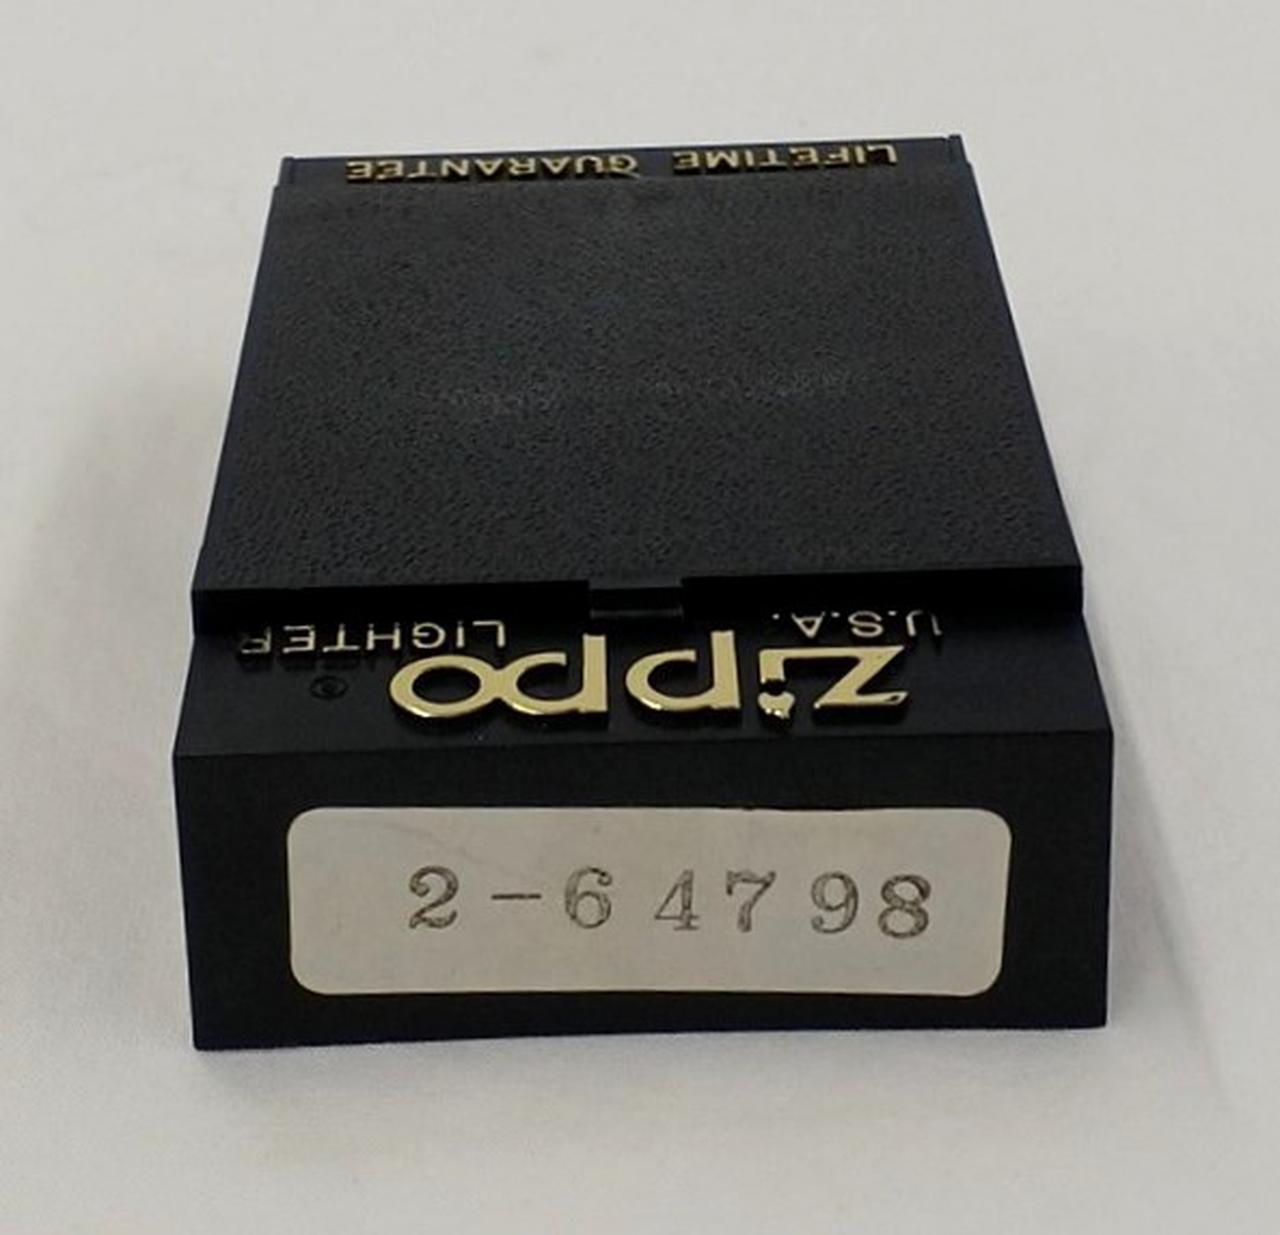 LIFETIME GUARANTEE
U.S.A. LIGHTER
zippo ®
2-64798